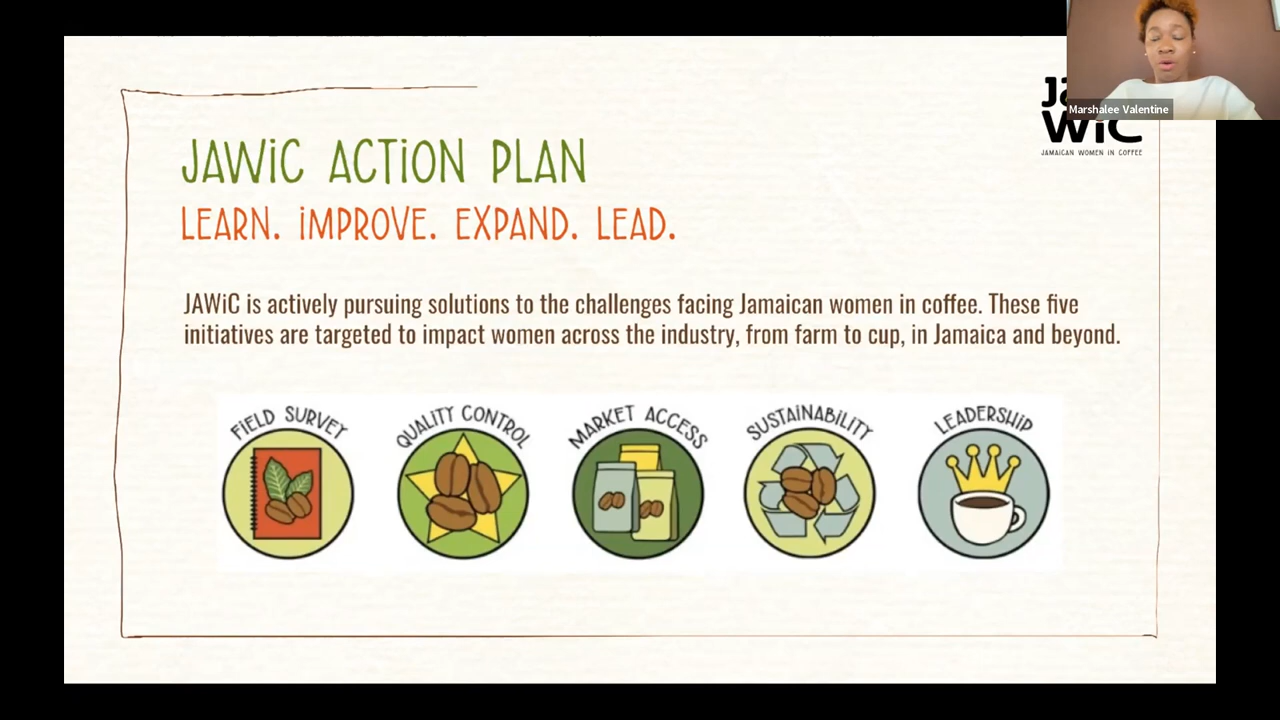 Marshalee Valentine
WiC
JAMAICAN WOMEN IN COFFEE
JAWiC ACTiON PLAN
LEARN. iMPROVE. EXPAND. LEAD.
JAWiC is actively pursuing solutions to the challenges facing Jamaican women in coffee. These five
initiatives are targeted to impact women across the industry, from farm to cup, in Jamaica and beyond.
FiELD SURVEY
QUALiTY CONTROL
MARKET ACCESS
SUSTAiNABiLiTY
LEADERSHiP